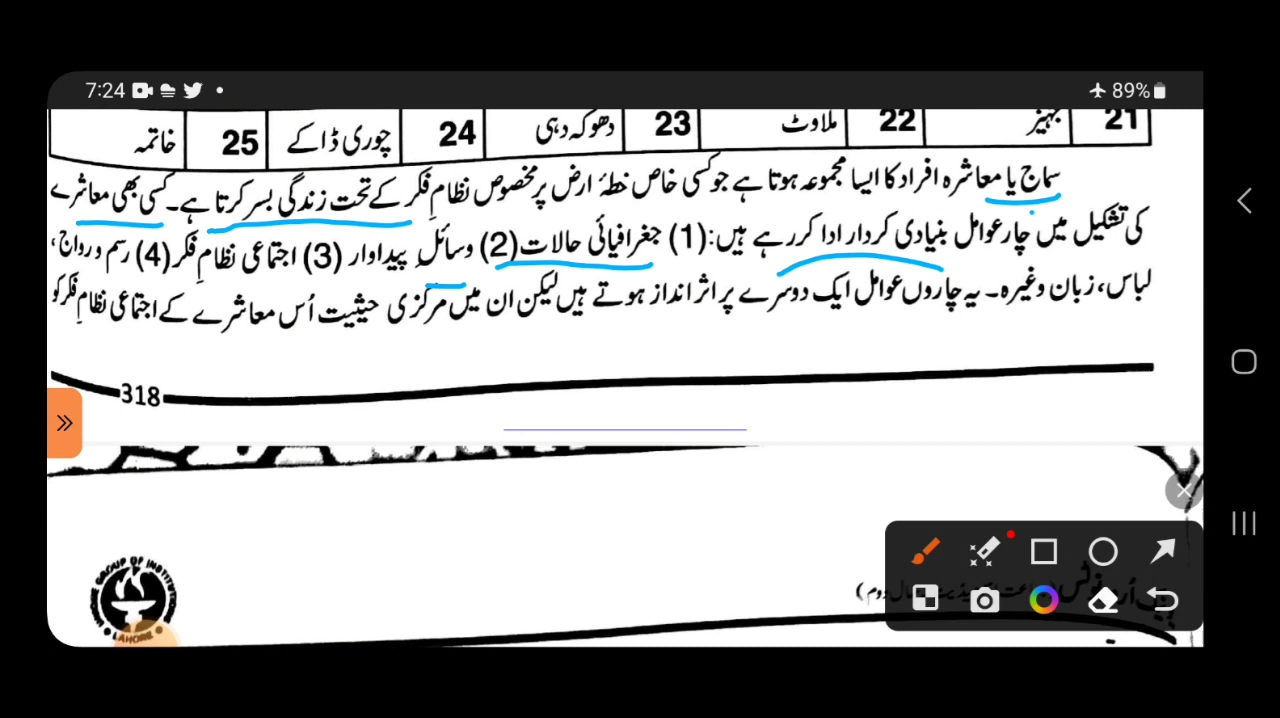 7:24
89%
21 جہیز 22 ملاوٹ 23 دھوکہ دہی 24 چوری ڈاکے 25 خاتمہ
سماج یا معاشرہ افراد کا ایسا مجموعہ ہوتا ہے جو کسی خاص خطۂ ارض پر مخصوص نظامِ فکر کے تحت زندگی بسر کرتا ہے۔ کسی بھی معاشرے
کی تشکیل میں چار عوامل بنیادی کردار ادا کررہے ہیں: (1) جغرافیائی حالات (2) وسائلِ پیداوار (3) اجتماعی نظامِ فکر (4) رسم و رواج،
لباس، زبان وغیرہ۔ یہ چاروں عوامل ایک دوسرے پر اثر انداز ہوتے ہیں لیکن ان میں مرکزی حیثیت اُس معاشرے کے اجتماعی نظامِ فکر کو
318
GROUP OF INSTITUTES
LAHORE